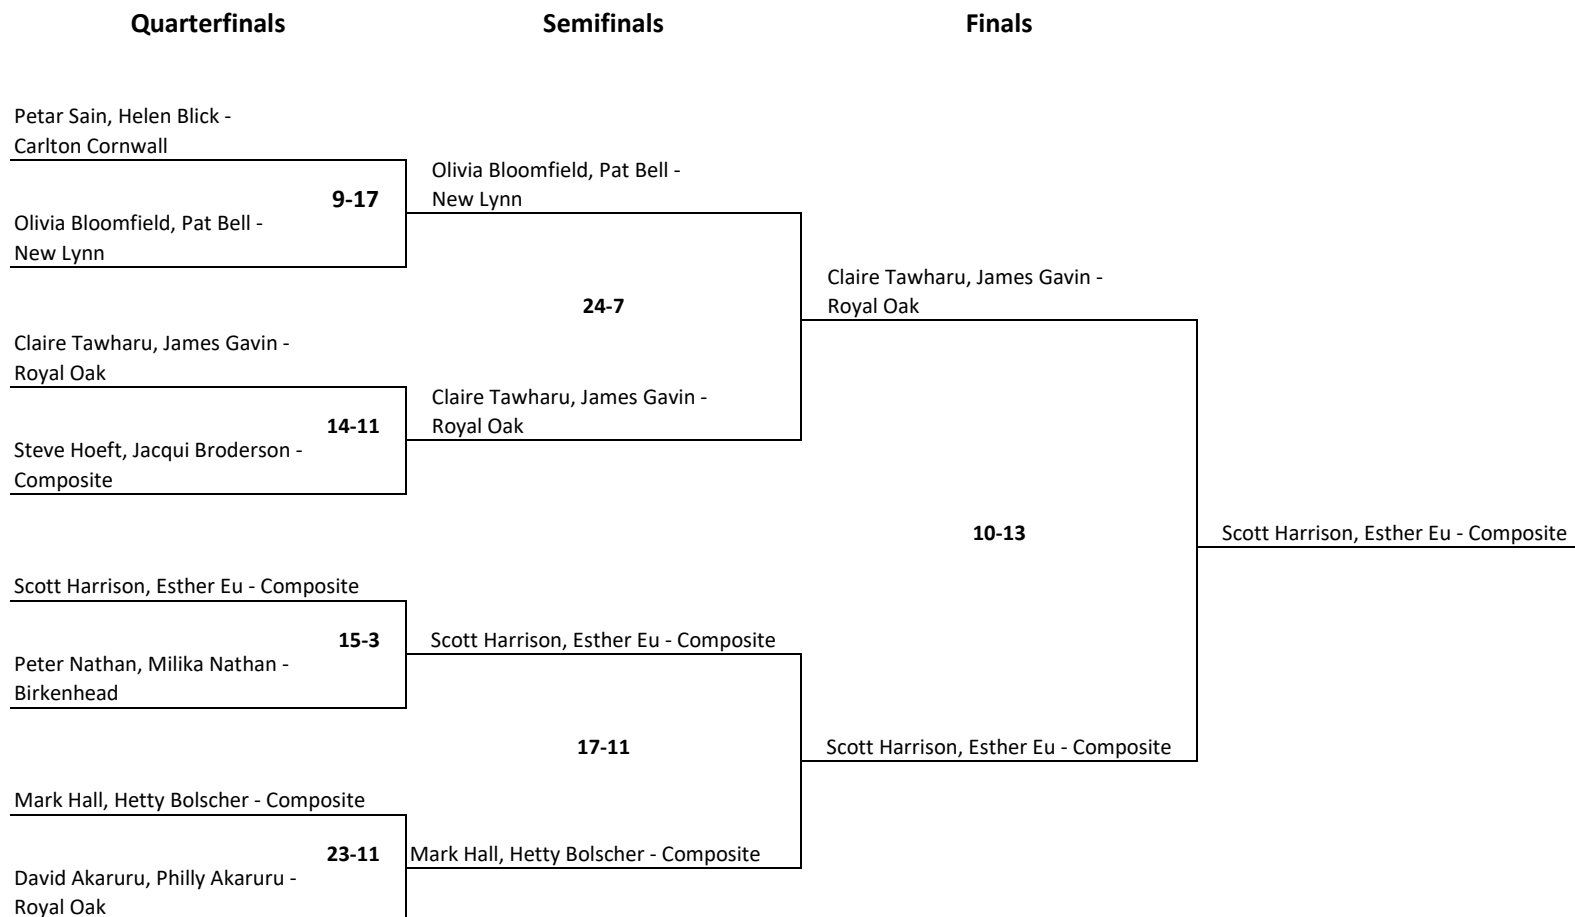 Quarterfinals
Semifinals
Finals
Petar Sain, Helen Blick -
Carlton Cornwall
9-17
Olivia Bloomfield, Pat Bell -
New Lynn
Claire Tawharu, James Gavin -
Royal Oak
14-11
Steve Hoeft, Jacqui Broderson -
Composite
Scott Harrison, Esther Eu - Composite
15-3
Peter Nathan, Milika Nathan -
Birkenhead
Mark Hall, Hetty Bolscher - Composite
23-11
David Akaruru, Philly Akaruru -
Royal Oak
Olivia Bloomfield, Pat Bell -
New Lynn
24-7
Claire Tawharu, James Gavin -
Royal Oak
Scott Harrison, Esther Eu - Composite
17-11
Mark Hall, Hetty Bolscher - Composite
Claire Tawharu, James Gavin -
Royal Oak
10-13
Scott Harrison, Esther Eu - Composite
Scott Harrison, Esther Eu - Composite